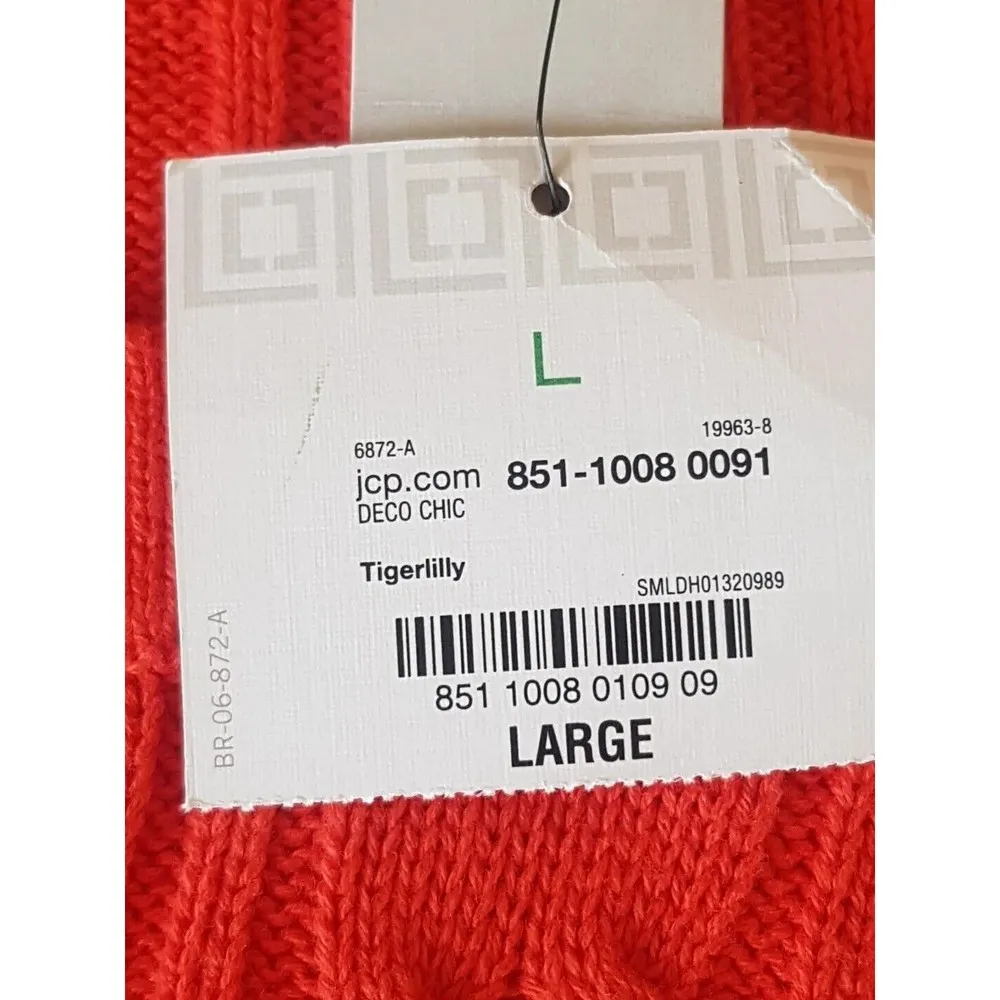 L
19963-8
6872-A
jcp.com 851-1008 0091
DECO CHIC
Tigerlilly
SMLDH01320989
851 1008 0109 09
LARGE
BR-06-872-A